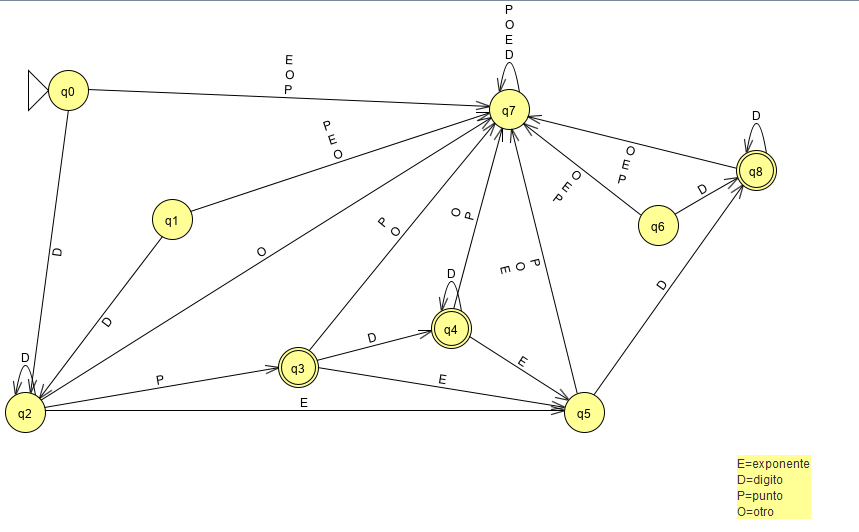 P
O
E
D
E
O
P
q0
q7
P
E
O
D
q8
O
E
P
O
E
P
D
q1
q6
D
O
P
O
O
P
P
O
E
D
D
D
q4
D
D
q3
E
P
E
D
q2
E
q5
E=exponente
D=digito
P=punto
O=otro